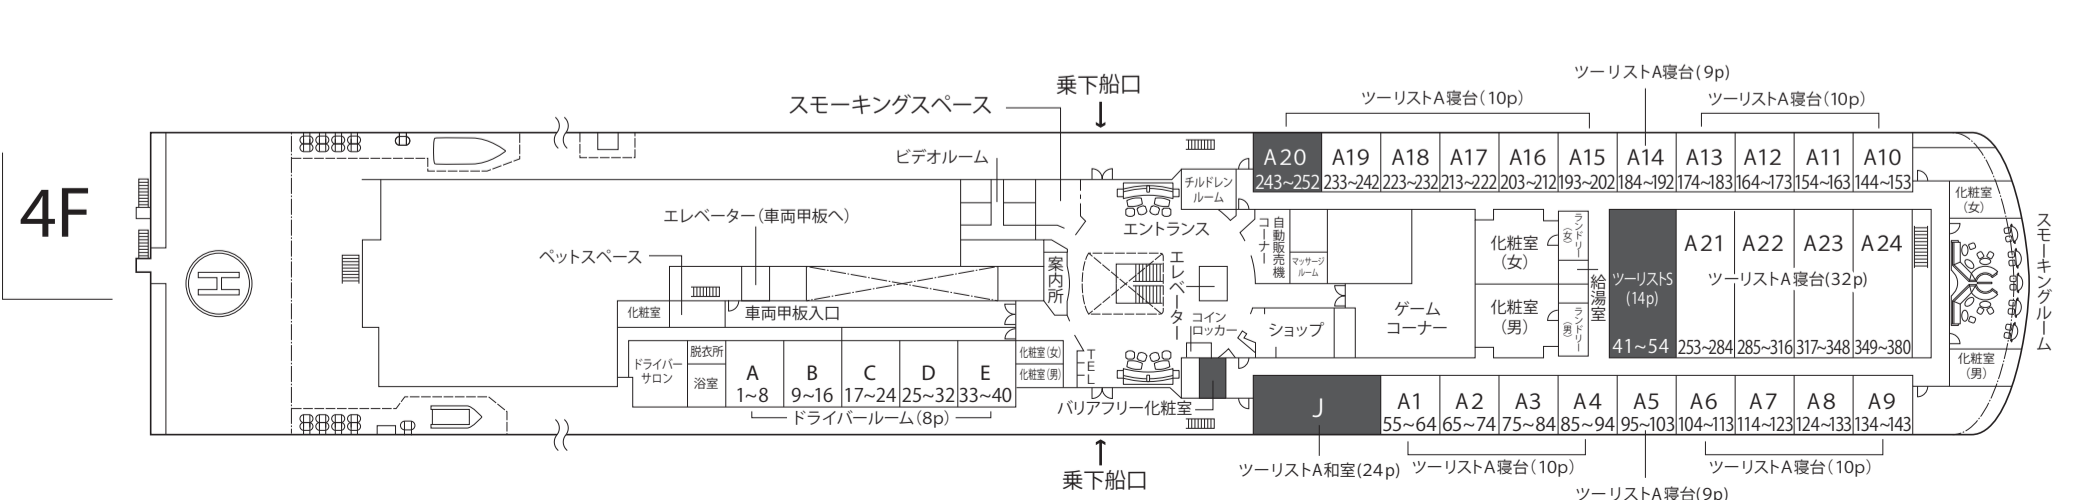 4F
乗下船口
スモーキングスペース
ビデオルーム
エレベーター(車両甲板へ)
ペットスペース
化粧室
車両甲板入口
ドライバー
サロン
脱衣所
浴室
A
1~8
B
9~16
C
17~24
D
25~32
E
33~40
ドライバールーム(8p)
化粧室(女)
化粧室(男)
TEL
案内所
エントランス
チルドレン
ルーム
エレベーター
コイン
ロッカー
バリアフリー化粧室
乗下船口
自動販売機
コーナー
マッサージ
ルーム
ショップ
ゲーム
コーナー
化粧室
(女)
化粧室
(男)
ランドリー
(女)
ランドリー
(男)
給湯室
ツーリストA寝台(10p)
ツーリストA寝台(9p)
ツーリストA寝台(10p)
A20
243~252
A19
233~242
A18
223~232
A17
213~222
A16
203~212
A15
193~202
A14
184~192
A13
174~183
A12
164~173
A11
154~163
A10
144~153
ツーリストS
(14p)
41~54
A21
A22
A23
A24
ツーリストA寝台(32p)
253~284
285~316
317~348
349~380
化粧室
(女)
化粧室
(男)
スモーキングルーム
J
A1
55~64
A2
65~74
A3
75~84
A4
85~94
A5
95~103
A6
104~113
A7
114~123
A8
124~133
A9
134~143
ツーリストA和室(24p)
ツーリストA寝台(10p)
ツーリストA寝台(10p)
ツーリストA寝台(9p)